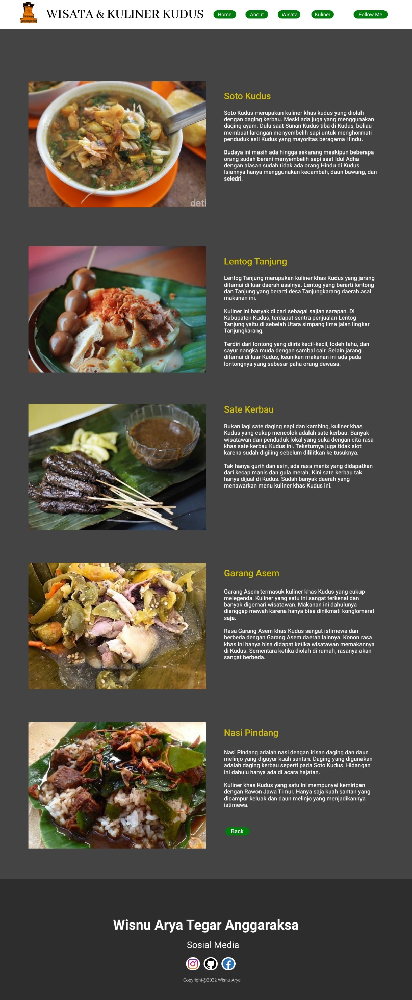 WISATA & KULINER KUDUS
Home
About
Wisata
Kuliner
Follow Me
Soto Kudus
Soto Kudus merupakan kuliner khas kudus yang diolah
dengan daging kerbau. Meski ada juga yang menggunakan
daging ayam. Dulu saat Sunan Kudus tiba di Kudus, beliau
membuat larangan menyembelih sapi untuk menghormati
penduduk asli Kudus yang mayoritas beragama Hindu.
Budaya ini masih ada hingga sekarang meskipun beberapa
orang sudah berani menyembelih sapi saat Idul Adha
dengan alasan sudah tidak ada orang Hindu di Kudus.
Isiannya hanya menggunakan kecambah, daun bawang, dan
seledri.
deti
Lentog Tanjung
Lentog Tanjung merupakan kuliner khas Kudus yang jarang
ditemui di luar daerah asalnya. Lentog yang berarti lontong
dan Tanjung yang berarti desa Tanjungkarang daerah asal
makanan ini.
Kuliner ini banyak di cari sebagai sajian sarapan. Di
Kabupaten Kudus, terdapat sentra penjualan Lentog
Tanjung yaitu di sebelah Utara simpang lima jalan lingkar
Tanjungkarang.
Terdiri dari lontong yang diiris kecil-kecil, lodeh tahu, dan
sayur nangka muda dengan sambal cair. Selain jarang
ditemui di luar Kudus, keunikan makanan ini ada pada
lontongnya yang sebesar paha orang dewasa.
Sate Kerbau
Bukan lagi sate daging sapi dan kambing, kuliner khas
Kudus yang cukup mencolok adalah sate kerbau. Banyak
wisatawan dan penduduk lokal yang suka dengan cita rasa
khas sate kerbau Kudus ini. Teksturnya juga tidak alot
karena sudah digiling sebelum dililitkan ke tusuknya.
Tak hanya gurih dan asin, ada rasa manis yang didapatkan
dari kecap manis dan gula merah. Kini sate kerbau tak
hanya dijual di Kudus. Sudah banyak daerah yang
menawarkan menu kuliner khas Kudus ini.
Garang Asem
Garang Asem termasuk kuliner khas Kudus yang cukup
melegenda. Kuliner yang satu ini sangat terkenal dan
banyak digemari wisatawan. Makanan ini dahulunya
dianggap mewah karena hanya bisa dinikmati konglomerat
saja.
Rasa Garang Asem khas Kudus sangat istimewa dan
berbeda dengan Garang Asem daerah lainnya. Konon rasa
khas ini hanya bisa didapat ketika wisatawan memakannya
di Kudus. Sementara ketika diolah di rumah, rasanya akan
sangat berbeda.
Nasi Pindang
Nasi Pindang adalah nasi dengan irisan daging dan daun
melinjo yang diguyur kuah santan. Daging yang digunakan
adalah daging kerbau seperti pada Soto Kudus. Hidangan
ini dahulu hanya ada di acara hajatan.
Kuliner khas Kudus yang satu ini mempunyai kemiripan
dengan Rawon Jawa Timur. Hanya saja kuah santan yang
dicampur keluak dan daun melinjo yang menjadikannya
istimewa.
Back
Wisnu Arya Tegar Anggaraksa
Sosial Media
Copyright@2022 Wisnu Arya